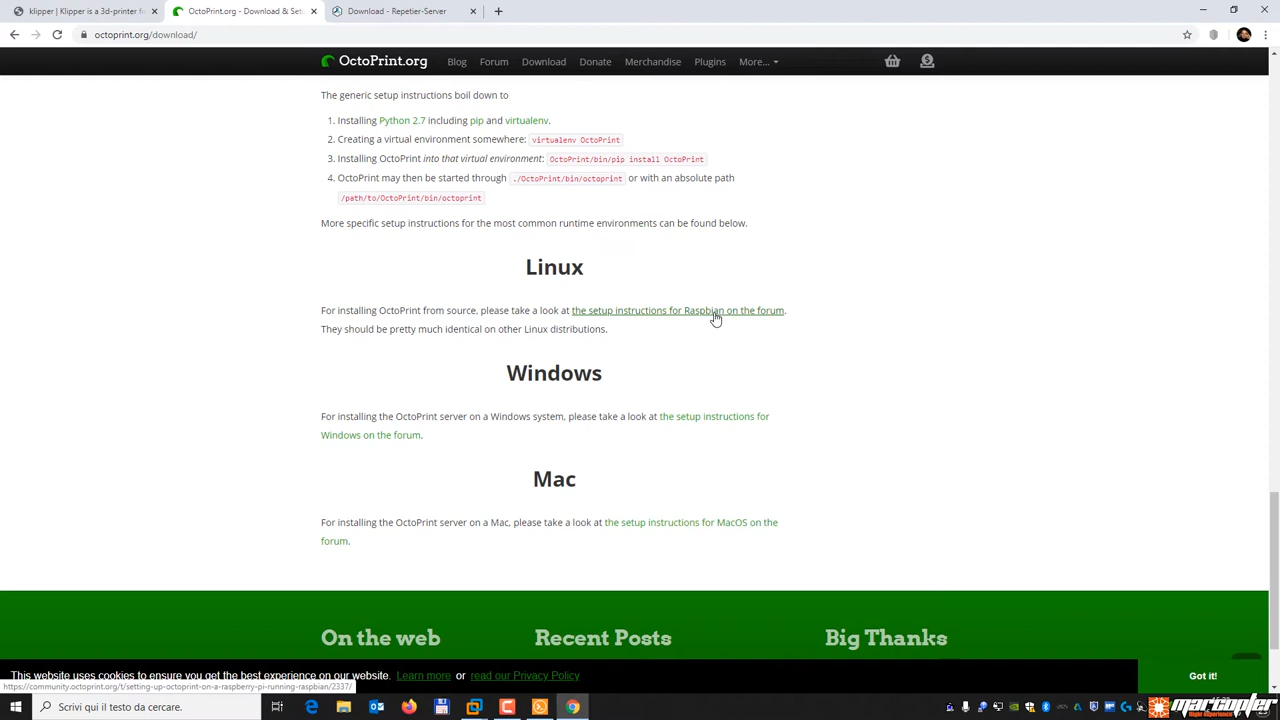 klipper | Klipper is a 3d-printer fi
OctoPrint.org - Download & Setu
Download - Repetier-Server
octoprint.org/download/
OctoPrint.org
Blog
Forum
Download
Donate
Merchandise
Plugins
More...
The generic setup instructions boil down to
1. Installing Python 2.7 including pip and virtualenv.
2. Creating a virtual environment somewhere: virtualenv OctoPrint
3. Installing OctoPrint into that virtual environment: OctoPrint/bin/pip install OctoPrint
4. OctoPrint may then be started through ./OctoPrint/bin/octoprint or with an absolute path
/path/to/OctoPrint/bin/octoprint
More specific setup instructions for the most common runtime environments can be found below.
Linux
For installing OctoPrint from source, please take a look at the setup instructions for Raspbian on the forum.
They should be pretty much identical on other Linux distributions.
Windows
For installing the OctoPrint server on a Windows system, please take a look at the setup instructions for
Windows on the forum.
Mac
For installing the OctoPrint server on a Mac, please take a look at the setup instructions for MacOS on the
forum.
On the web
Recent Posts
Big Thanks
This website uses cookies to ensure you get the best experience on our website. Learn more or read our Privacy Policy
Got it!
https://community.octoprint.org/t/setting-up-octoprint-on-a-raspberry-pi-running-raspbian/2337/
Scrivi qui il testo da cercare.
marcopter